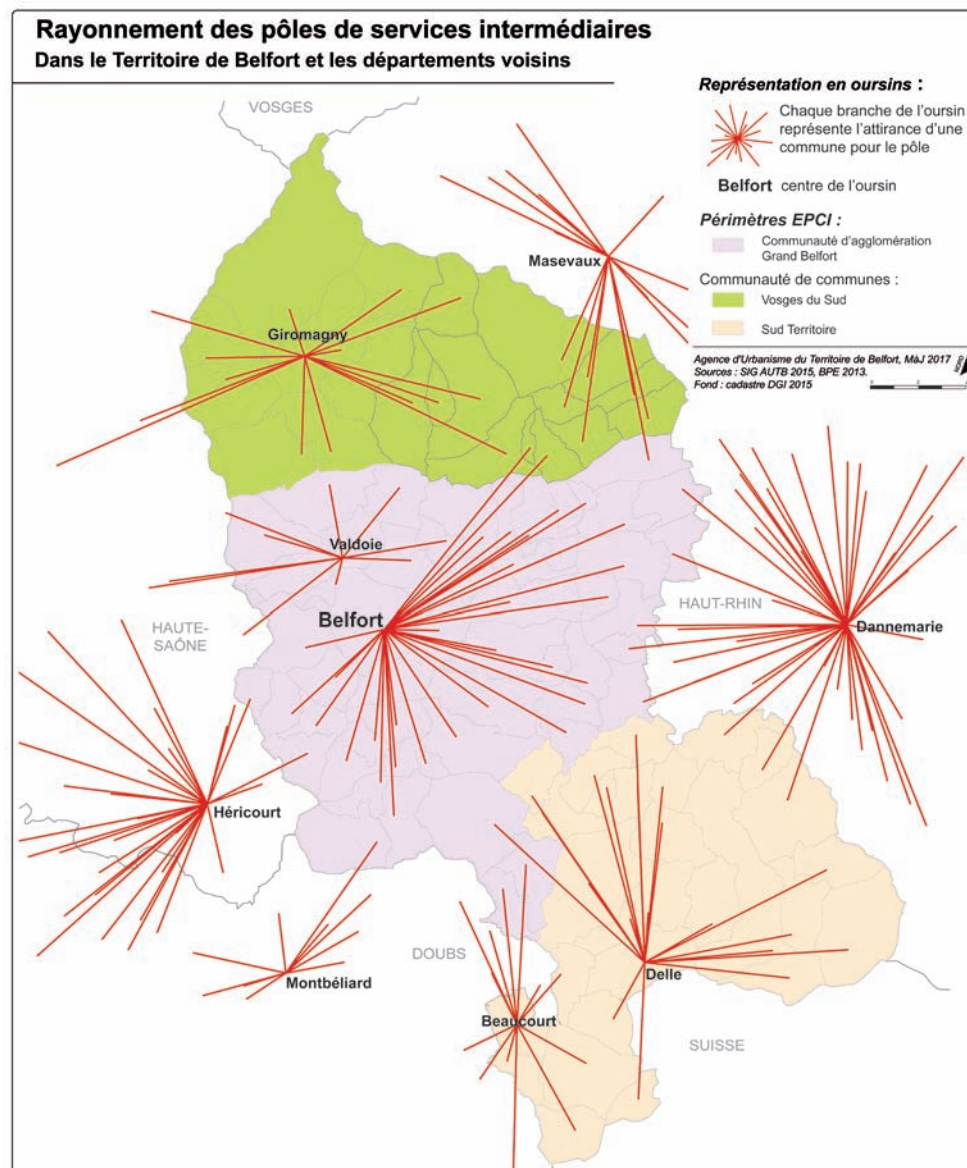 Rayonnement des pôles de services intermédiaires
Dans le Territoire de Belfort et les départements voisins
Représentation en oursins :
Chaque branche de l'oursin
représente l'attirance d'une
commune pour le pôle
Belfort centre de l'oursin
Périmètres EPCI :
Communauté d'agglomération
Grand Belfort
Communauté de communes :
Vosges du Sud
Sud Territoire
Agence d'Urbanisme du Territoire de Belfort, MàJ 2017
Sources : SIG AUTB 2015, BPE 2013.
Fond : cadastre DGI 2015
NORD
VOSGES
Masevaux
Giromagny
Valdoie
Belfort
HAUTE-
SAÔNE
HAUT-RHIN
Dannemarie
Héricourt
Montbéliard
DOUBS
Delle
Beaucourt
SUISSE